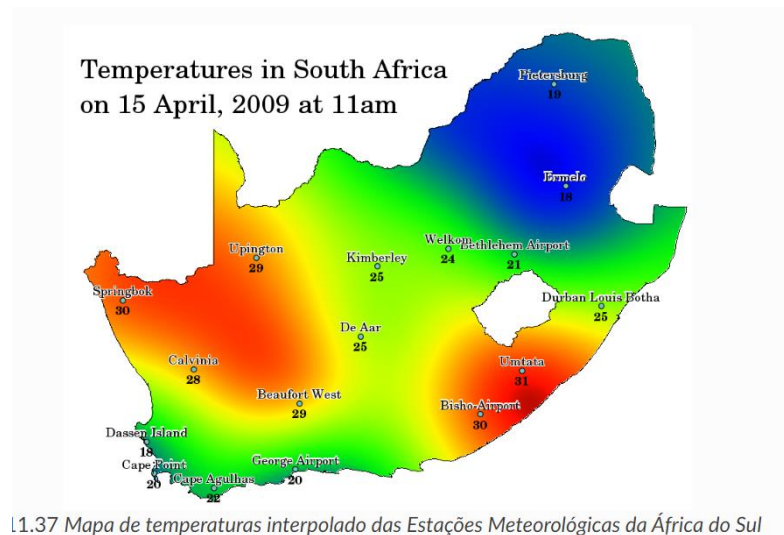 Temperatures in South Africa
on 15 April, 2009 at 11am
Pietersburg
19
Ermelo
18
Welkom
24
Bethlehem Airport
21
Upington
29
Kimberley
25
Springbok
30
Durban Louis Botha
25
De Aar
25
Calvinia
28
Umtata
31
Beaufort West
29
Bisho-Airport
30
Dassen Island
18
Cape Point
20
George Airport
20
Cape Agulhas
22
11.37 Mapa de temperaturas interpolado das Estações Meteorológicas da África do Sul